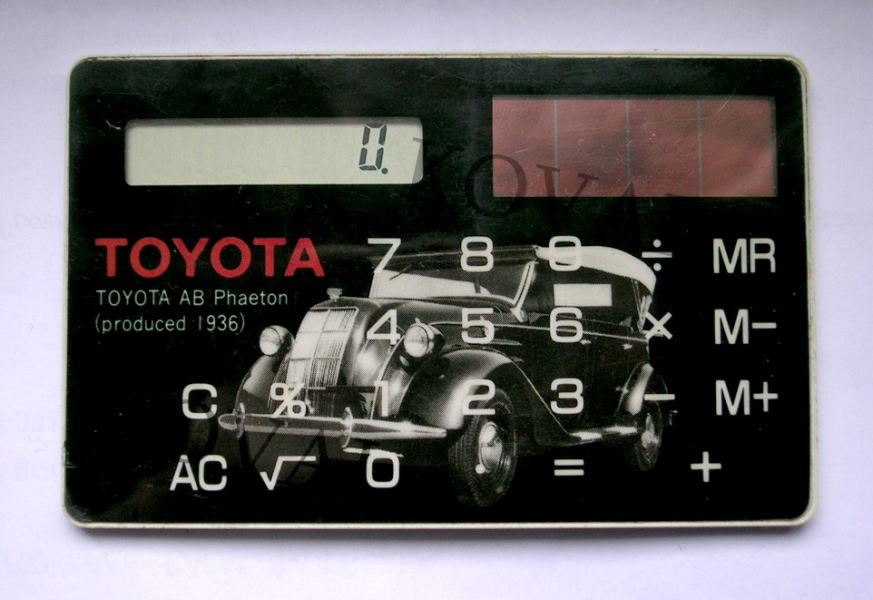 0.
TOYOTA
TOYOTA AB Phaeton
(produced 1936)
7 8 9 ÷ MR
4 5 6 × M−
C % 1 2 3 − M+
AC √ 0 . = +
KOVA